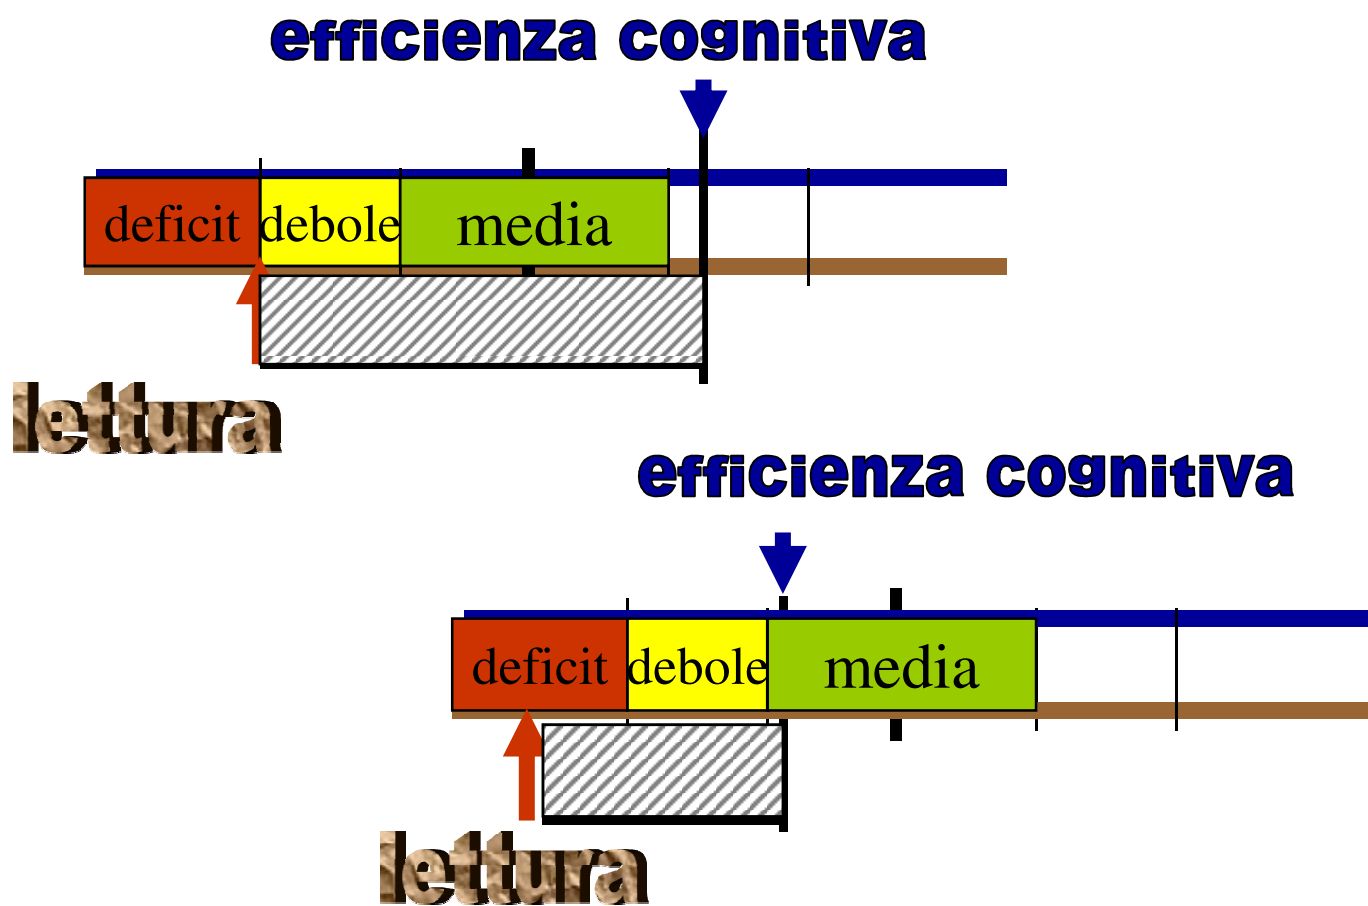 efficienza cognitiva
deficit debole media
lettura
efficienza cognitiva
deficit debole media
lettura